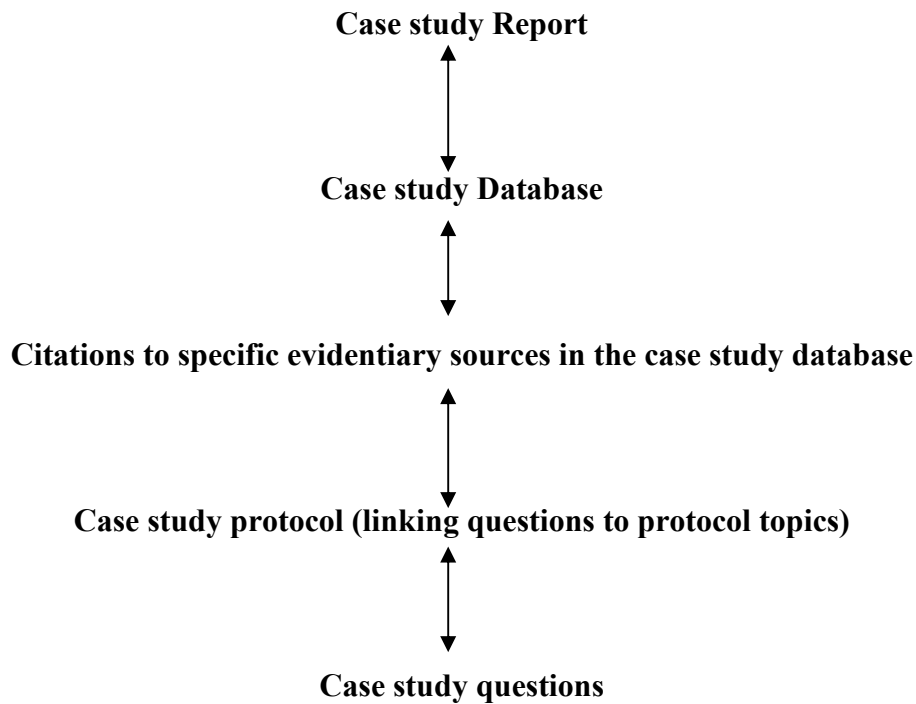 Case study Report
Case study Database
Citations to specific evidentiary sources in the case study database
Case study protocol (linking questions to protocol topics)
Case study questions